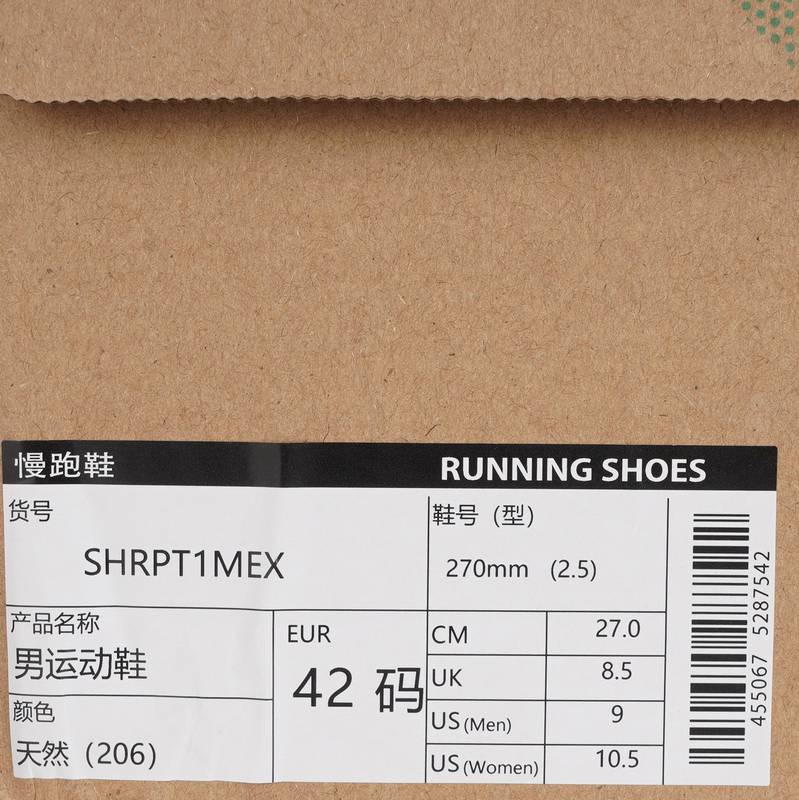 慢跑鞋
RUNNING SHOES
货号
SHRPT1MEX
鞋号（型）
270mm （2.5）
产品名称
男运动鞋
颜色
天然（206）
EUR
42 码
CM 27.0
UK 8.5
US (Men) 9
US (Women) 10.5
455067 5287542